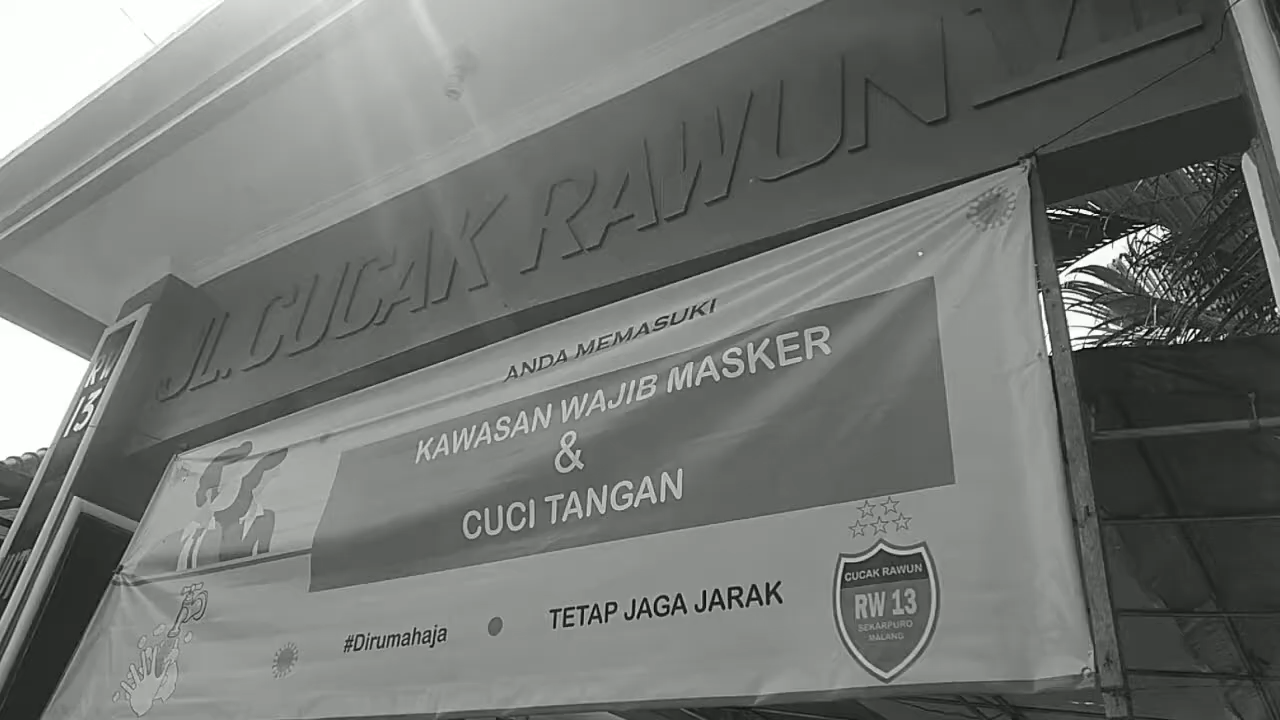 JL. CUCAK RAWUN
RW
13
ANDA MEMASUKI
KAWASAN WAJIB MASKER
&
CUCI TANGAN
#Dirumahaja
TETAP JAGA JARAK
CUCAK RAWUN
RW 13
SEKARPURO
MALANG